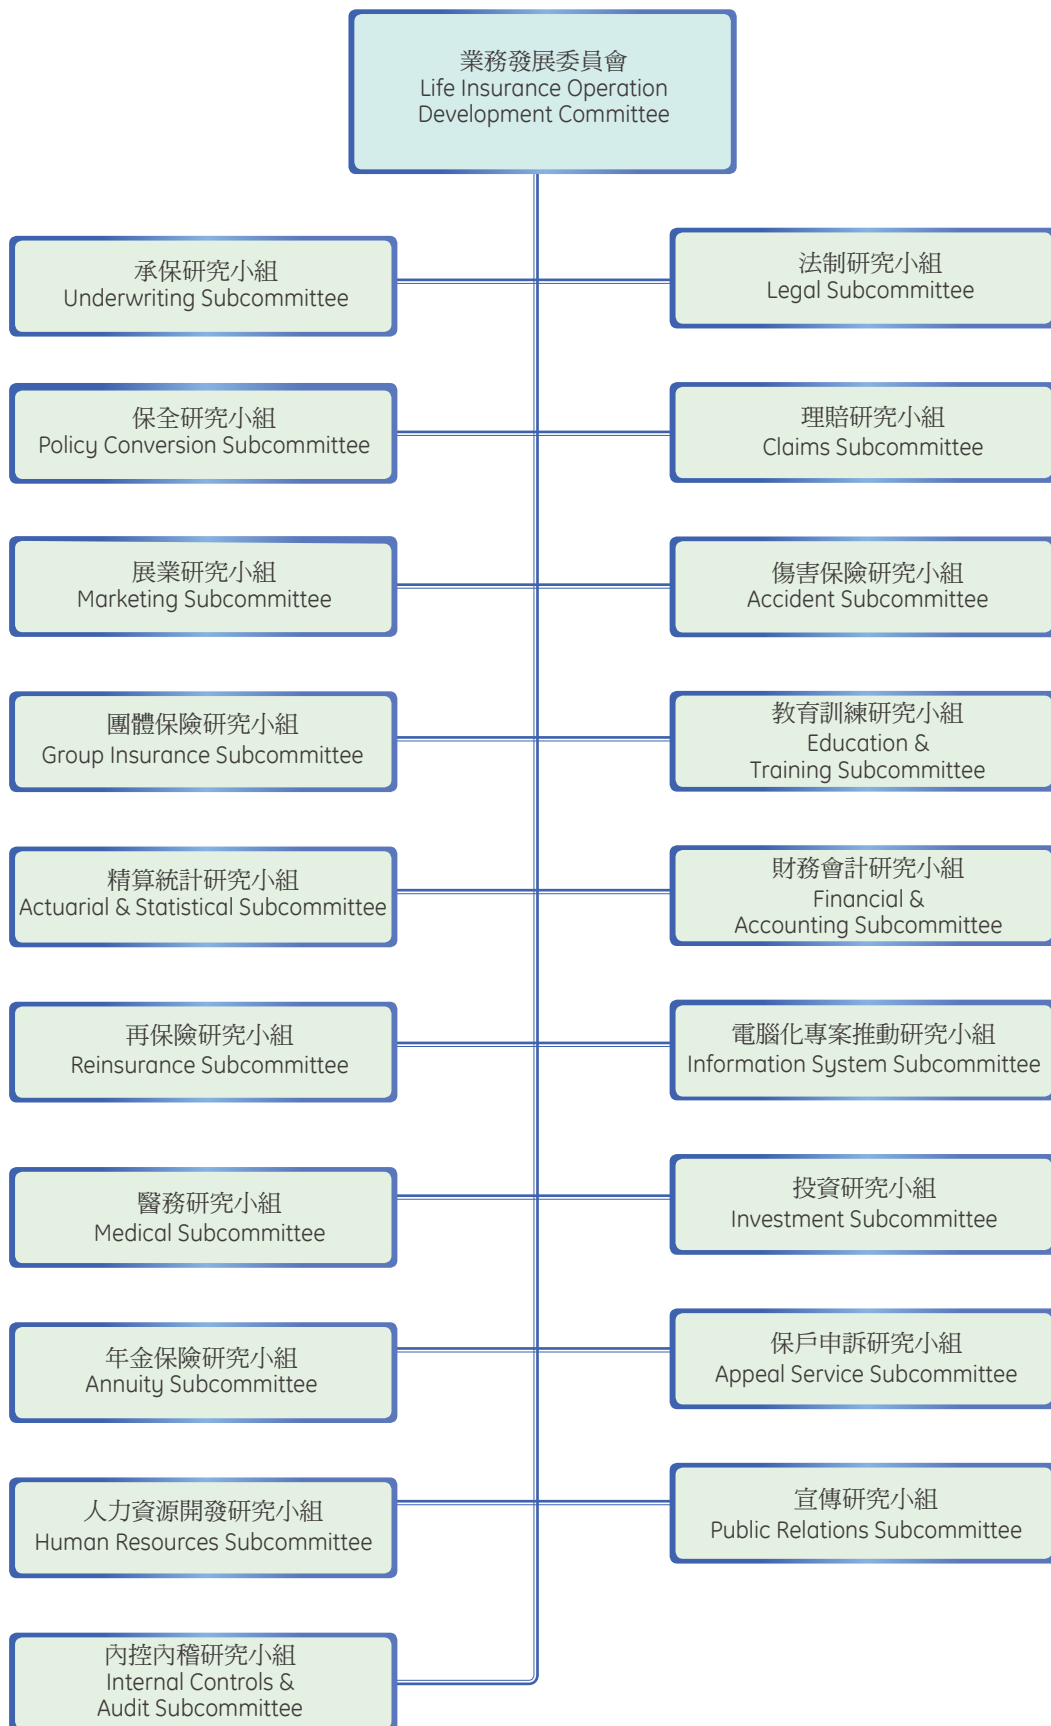 業務發展委員會
Life Insurance Operation
Development Committee
承保研究小組
Underwriting Subcommittee
法制研究小組
Legal Subcommittee
保全研究小組
Policy Conversion Subcommittee
理賠研究小組
Claims Subcommittee
展業研究小組
Marketing Subcommittee
傷害保險研究小組
Accident Subcommittee
團體保險研究小組
Group Insurance Subcommittee
教育訓練研究小組
Education &
Training Subcommittee
精算統計研究小組
Actuarial & Statistical Subcommittee
財務會計研究小組
Financial &
Accounting Subcommittee
再保險研究小組
Reinsurance Subcommittee
電腦化專案推動研究小組
Information System Subcommittee
醫務研究小組
Medical Subcommittee
投資研究小組
Investment Subcommittee
年金保險研究小組
Annuity Subcommittee
保戶申訴研究小組
Appeal Service Subcommittee
人力資源開發研究小組
Human Resources Subcommittee
宣傳研究小組
Public Relations Subcommittee
內控內稽研究小組
Internal Controls &
Audit Subcommittee